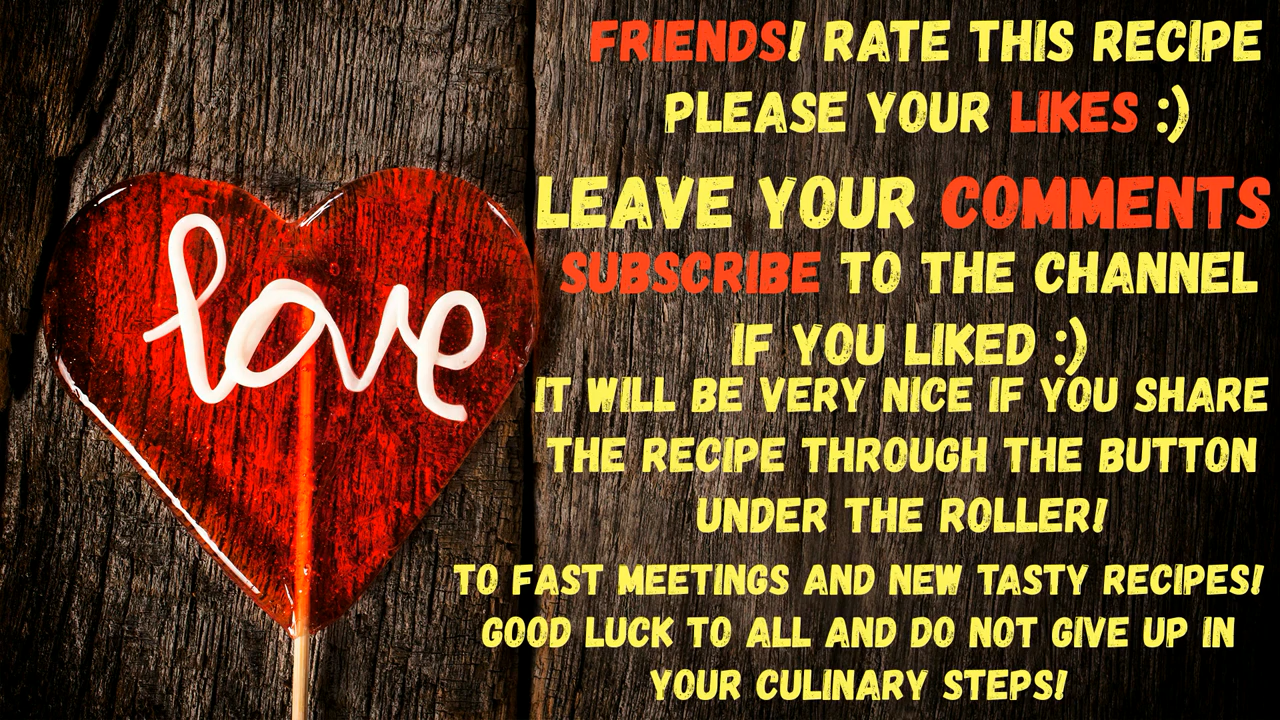 love
FRIENDS! RATE THIS RECIPE
PLEASE YOUR LIKES :)
LEAVE YOUR COMMENTS
SUBSCRIBE TO THE CHANNEL
IF YOU LIKED :)
IT WILL BE VERY NICE IF YOU SHARE
THE RECIPE THROUGH THE BUTTON
UNDER THE ROLLER!
TO FAST MEETINGS AND NEW TASTY RECIPES!
GOOD LUCK TO ALL AND DO NOT GIVE UP IN
YOUR CULINARY STEPS!